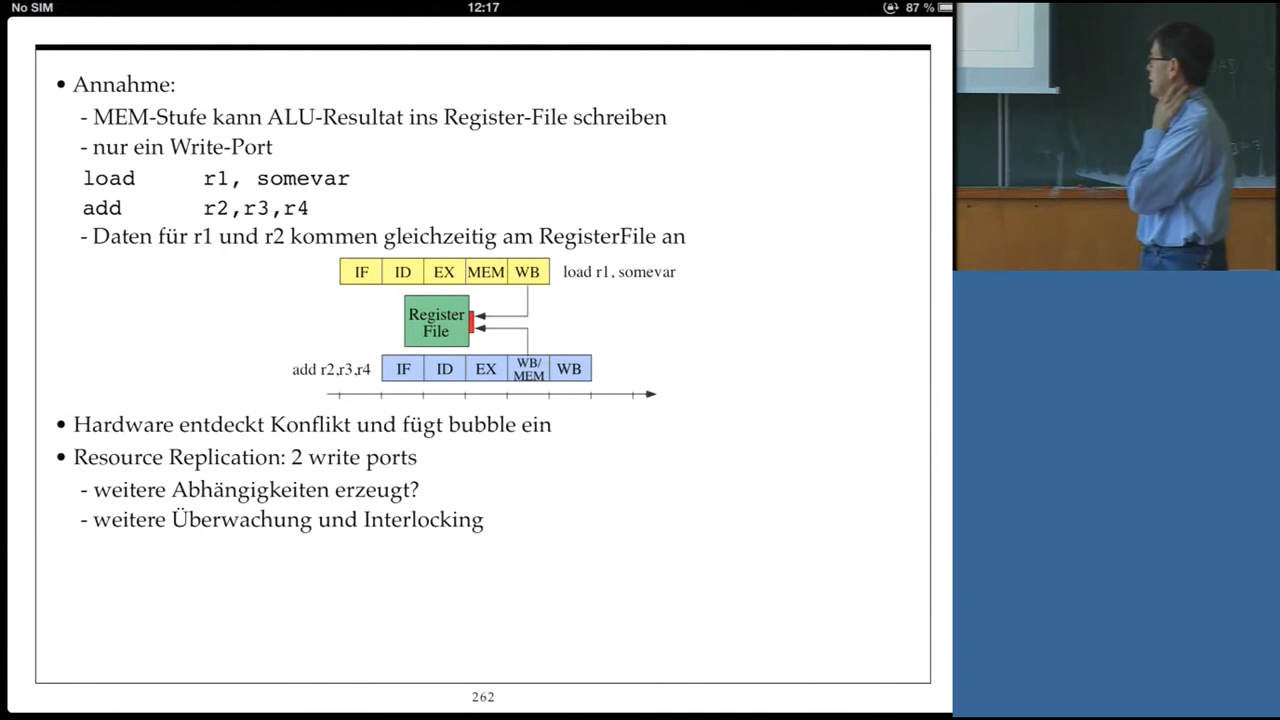 No SIM 12:17 87 %
• Annahme:
- MEM-Stufe kann ALU-Resultat ins Register-File schreiben
- nur ein Write-Port
load r1, somevar
add r2,r3,r4
- Daten für r1 und r2 kommen gleichzeitig am RegisterFile an
IF ID EX MEM WB load r1, somevar
Register
File
add r2,r3,r4 IF ID EX WB/ MEM WB
• Hardware entdeckt Konflikt und fügt bubble ein
• Resource Replication: 2 write ports
- weitere Abhängigkeiten erzeugt?
- weitere Überwachung und Interlocking
262